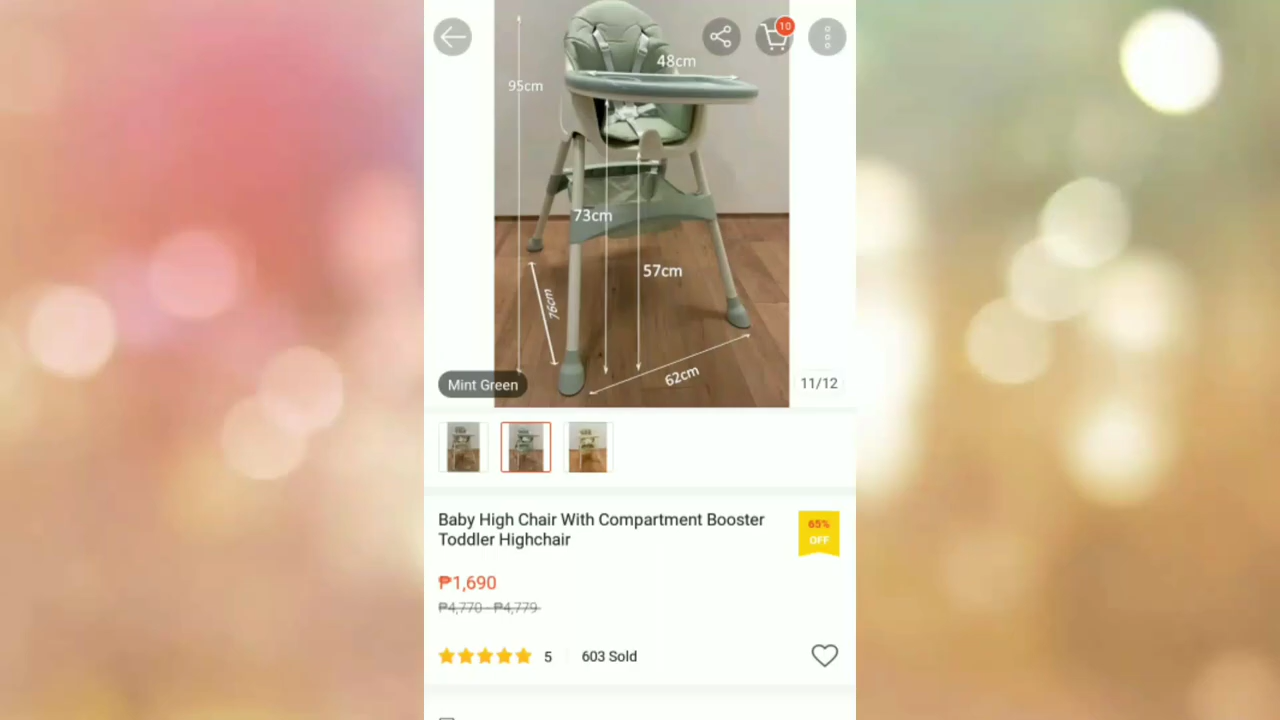 10
48cm
95cm
73cm
57cm
76cm
62cm
Mint Green
11/12
Baby High Chair With Compartment Booster
Toddler Highchair
65%
OFF
₱1,690
₱4,770 - ₱4,779
5
603 Sold